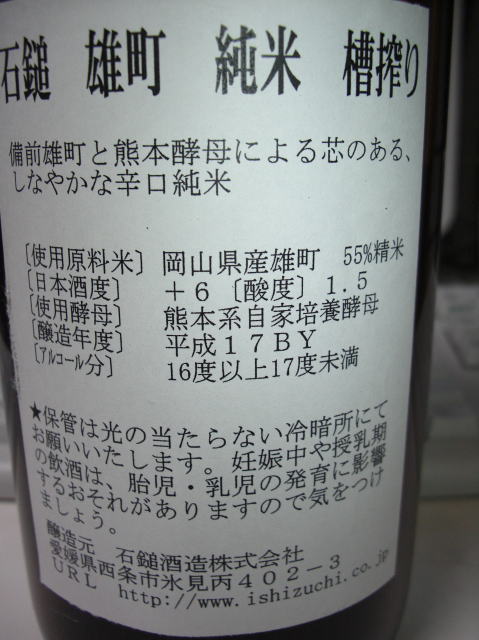 石鎚 雄町 純米 槽搾り
備前雄町と熊本酵母による芯のある、
しなやかな辛口純米
［使用原料米］ 岡山県産雄町 55%精米
［日本酒度］ ＋６［酸度］１.５
［使用酵母］ 熊本系自家培養酵母
［醸造年度］ 平成１７ＢＹ
［アルコール分］ 16度以上17度未満
★保管は光の当たらない冷暗所にて
お願いいたします。妊娠中や授乳期
の飲酒は、胎児・乳児の発育に影響
するおそれがありますので気をつけ
ましょう。
醸造元 石鎚酒造株式会社
愛媛県西条市氷見丙４０２－３
ＵＲＬ http://www.ishizuchi.co.jp